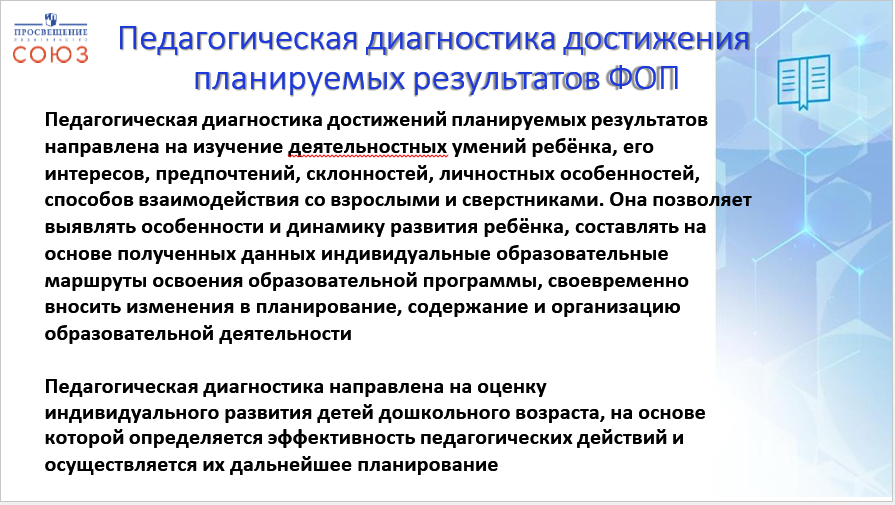 ПРОСВЕЩЕНИЕ
СОЮЗ
Педагогическая диагностика достижения
планируемых результатов ФОП
Педагогическая диагностика достижений планируемых результатов
направлена на изучение деятельностных умений ребёнка, его
интересов, предпочтений, склонностей, личностных особенностей,
способов взаимодействия со взрослыми и сверстниками. Она позволяет
выявлять особенности и динамику развития ребёнка, составлять на
основе полученных данных индивидуальные образовательные
маршруты освоения образовательной программы, своевременно
вносить изменения в планирование, содержание и организацию
образовательной деятельности
Педагогическая диагностика направлена на оценку
индивидуального развития детей дошкольного возраста, на основе
которой определяется эффективность педагогических действий и
осуществляется их дальнейшее планирование